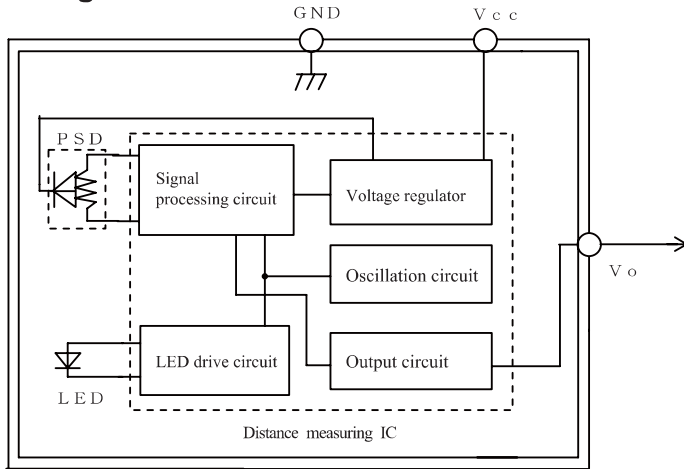 GND
Vcc
PSD
Signal
processing circuit
Voltage regulator
Oscillation circuit
Vo
LED drive circuit
Output circuit
LED
Distance measuring IC